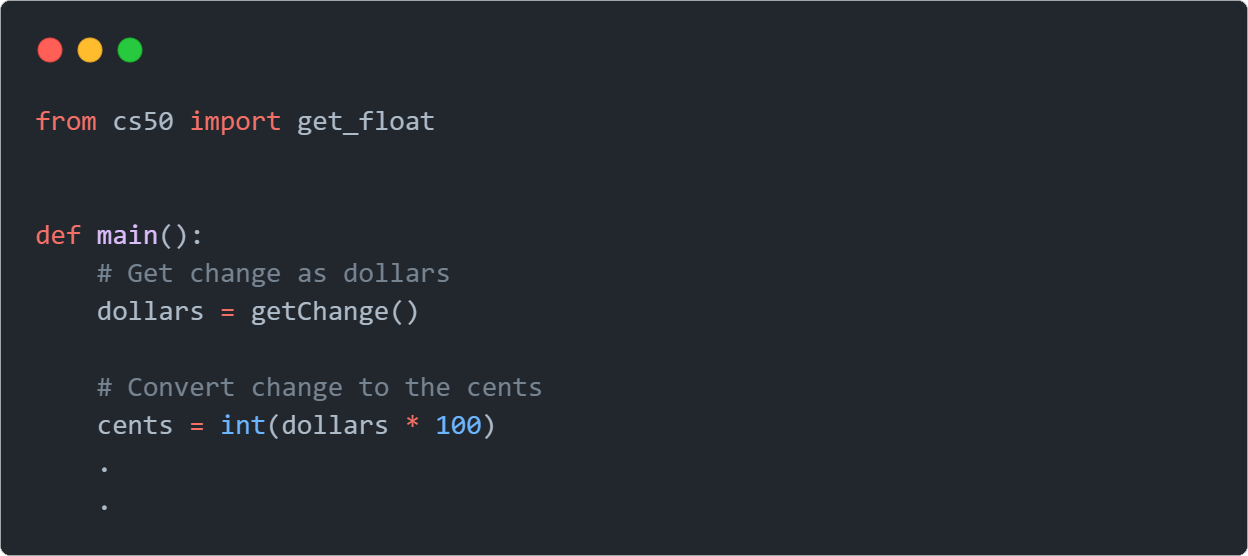 from cs50 import get_float
def main():
    # Get change as dollars
    dollars = getChange()
    # Convert change to the cents
    cents = int(dollars * 100)
    .
    .